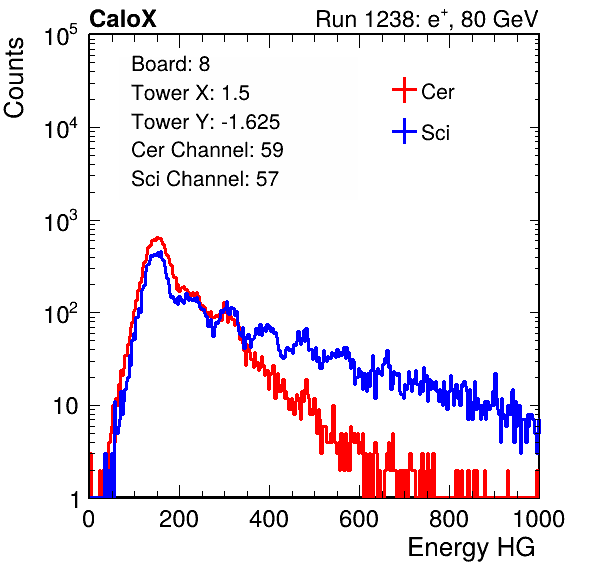 CaloX Run 1238: e⁺, 80 GeV
Counts
10⁵
10⁴
10³
10²
10
1
Board: 8
Tower X: 1.5
Tower Y: -1.625
Cer Channel: 59
Sci Channel: 57
Cer
Sci
0 200 400 600 800 1000
Energy HG